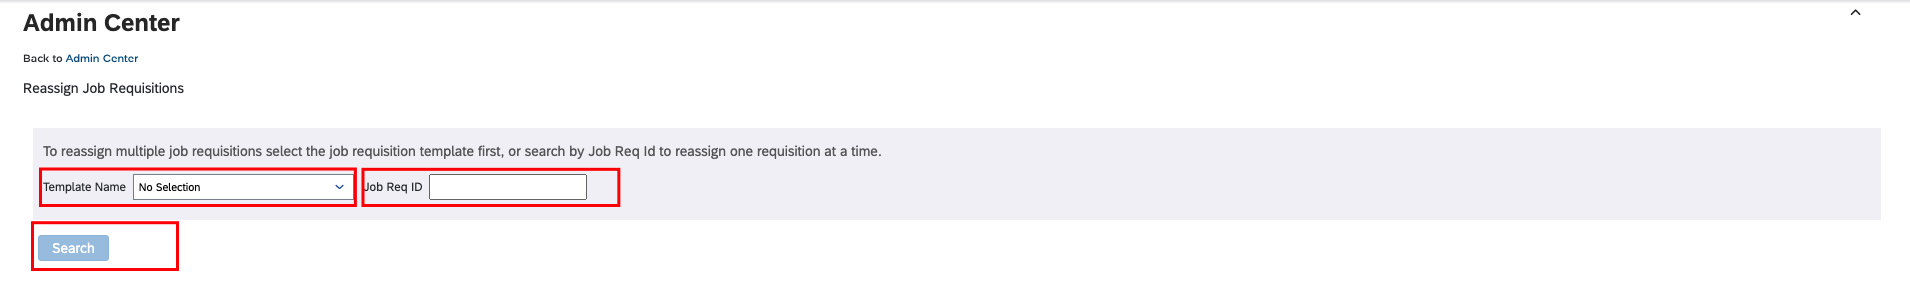 Admin Center
Back to Admin Center
Reassign Job Requisitions
To reassign multiple job requisitions select the job requisition template first, or search by Job Req Id to reassign one requisition at a time.
Template Name No Selection Job Req ID
Search